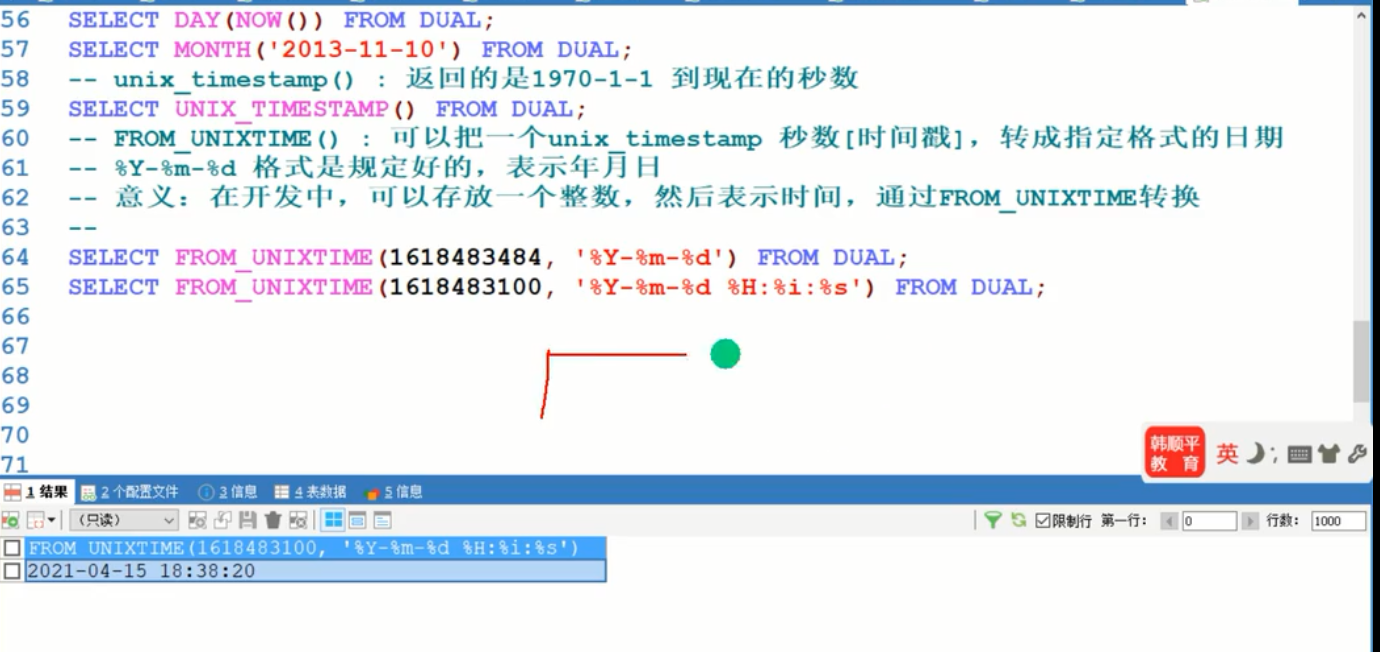 56 SELECT DAY(NOW()) FROM DUAL;
57 SELECT MONTH('2013-11-10') FROM DUAL;
58 -- unix_timestamp() : 返回的是1970-1-1 到现在的秒数
59 SELECT UNIX_TIMESTAMP() FROM DUAL;
60 -- FROM_UNIXTIME() : 可以把一个unix_timestamp 秒数[时间戳]，转成指定格式的日期
61 -- %Y-%m-%d 格式是规定好的，表示年月日
62 -- 意义：在开发中，可以存放一个整数，然后表示时间，通过FROM_UNIXTIME转换
63 --
64 SELECT FROM_UNIXTIME(1618483484, '%Y-%m-%d') FROM DUAL;
65 SELECT FROM_UNIXTIME(1618483100, '%Y-%m-%d %H:%i:%s') FROM DUAL;
66
67
68
69
70
71
韩顺平
教 育
英
1 结果 2 个配置文件 3 信息 4 表数据 5 信息
（只读） 限制行 第一行: 0 行数: 1000
FROM UNIXTIME(1618483100, '%Y-%m-%d %H:%i:%s')
2021-04-15 18:38:20